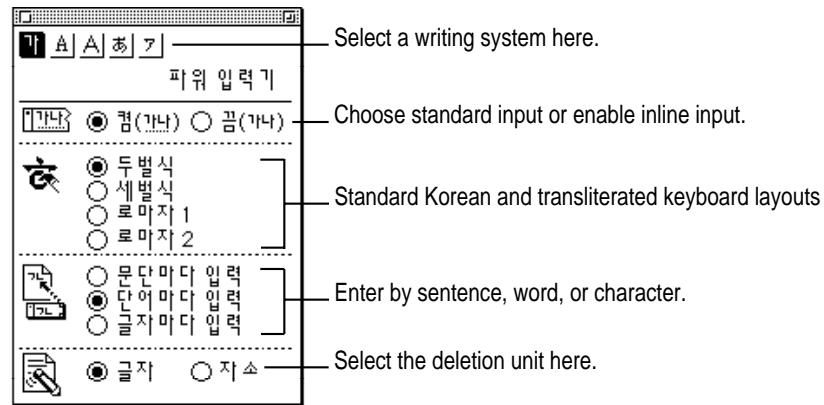 가 A A あ ア
Select a writing system here.
파워 입력기
가나 켬(가나) 끔(가나)
Choose standard input or enable inline input.
두벌식
세벌식
로마자 1
로마자 2
Standard Korean and transliterated keyboard layouts
문단마다 입력
단어마다 입력
글자마다 입력
Enter by sentence, word, or character.
글자 자소
Select the deletion unit here.